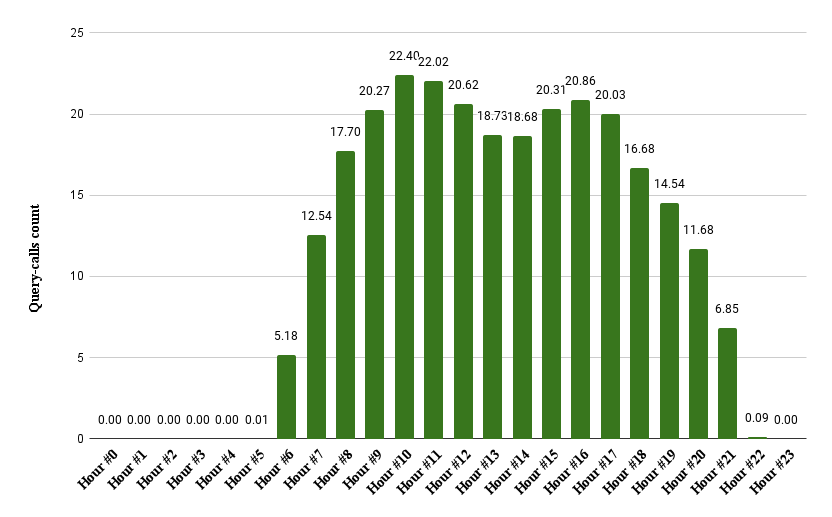 25
20
15
10
5
0
Query-calls count
0.00
0.00
0.00
0.00
0.00
0.01
5.18
12.54
17.70
20.27
22.40
22.02
20.62
18.73
18.68
20.31
20.86
20.03
16.68
14.54
11.68
6.85
0.09
0.00
Hour #0
Hour #1
Hour #2
Hour #3
Hour #4
Hour #5
Hour #6
Hour #7
Hour #8
Hour #9
Hour #10
Hour #11
Hour #12
Hour #13
Hour #14
Hour #15
Hour #16
Hour #17
Hour #18
Hour #19
Hour #20
Hour #21
Hour #22
Hour #23